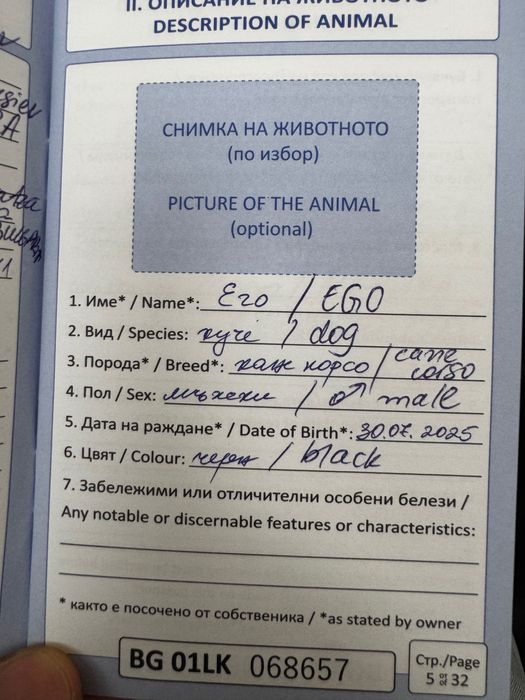 II. ОПИСАНИЕ НА ЖИВОТНОТО
DESCRIPTION OF ANIMAL
СНИМКА НА ЖИВОТНОТО
(по избор)
PICTURE OF THE ANIMAL
(optional)
1. Име* / Name*: Его / EGO
2. Вид / Species: куче / dog
3. Порода* / Breed*: кане корсо / cane corso
4. Пол / Sex: мъжки / ♂ male
5. Дата на раждане* / Date of Birth*: 30.07.2025
6. Цвят / Colour: черен / black
7. Забележими или отличителни особени белези /
Any notable or discernable features or characteristics:
* както е посочено от собственика / *as stated by owner
BG 01LK 068657
Стр./Page
5 от/of 32